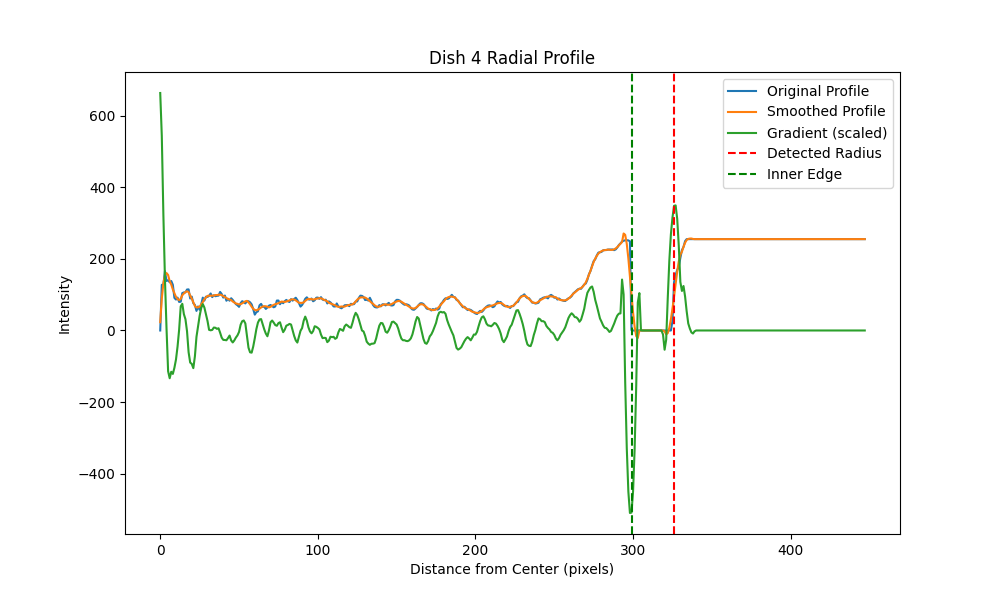 Dish 4 Radial Profile
Original Profile
Smoothed Profile
Gradient (scaled)
Detected Radius
Inner Edge
600
400
200
0
−200
−400
Intensity
0 100 200 300 400
Distance from Center (pixels)